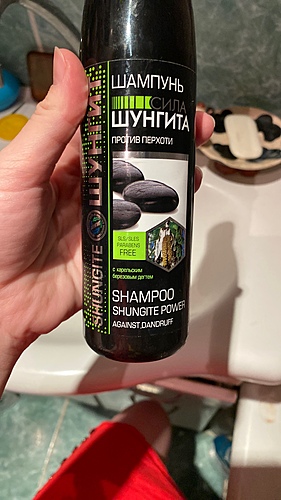 ШАМПУНЬ
СИЛА
ШУНГИТА
ПРОТИВ ПЕРХОТИ
SLS/SLES
PARABENS
FREE
с карельским
березовым дегтем
SHAMPOO
SHUNGITE POWER
AGAINST DANDRUFF
SHUNGITE ШУНГИТ